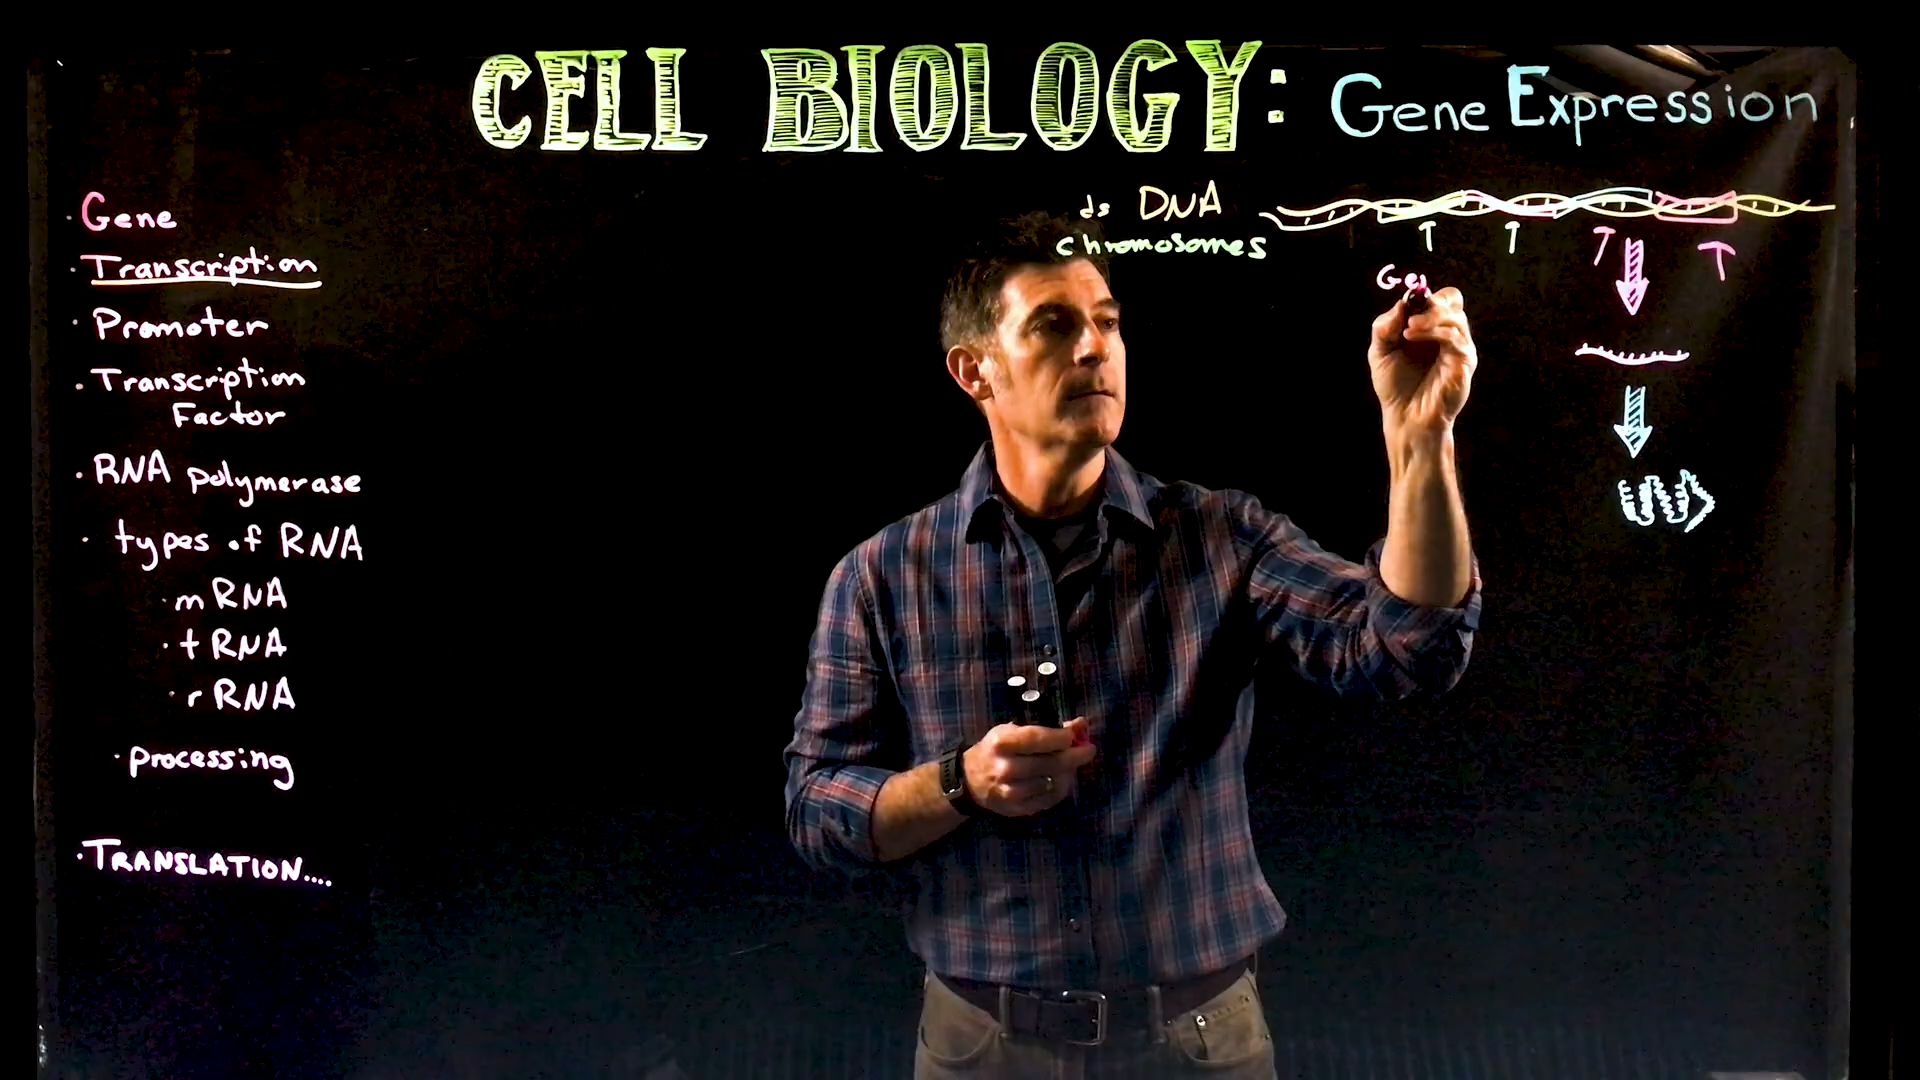 CELL BIOLOGY: Gene Expression
· Gene
· Transcription
· Promoter
· Transcription
Factor
· RNA polymerase
· types of RNA
· mRNA
· tRNA
· rRNA
· processing
· TRANSLATION....
ds DNA
chromosomes
T T T T
Gen